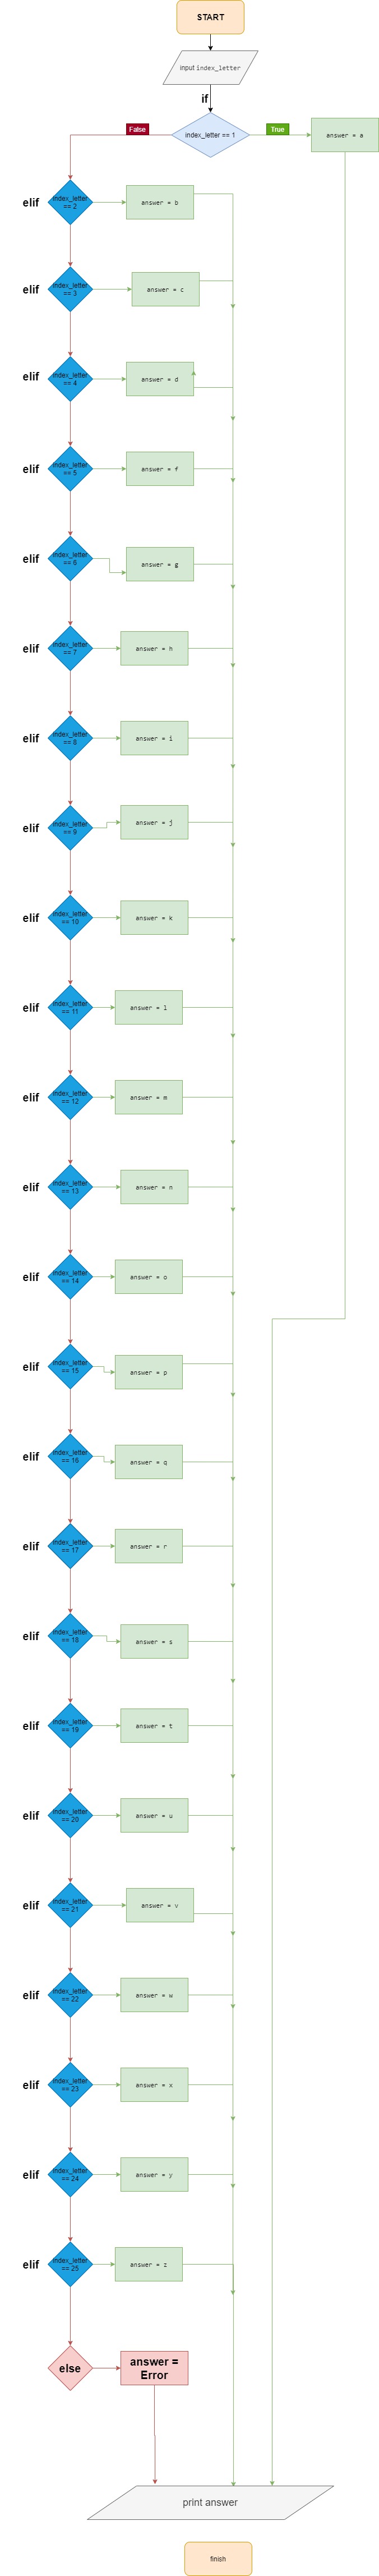 START
input index_letter
if
index_letter == 1
False
True
answer = a
elif
index_letter
== 2
answer = b
elif
index_letter
== 3
answer = c
elif
index_letter
== 4
answer = d
elif
index_letter
== 5
answer = f
elif
index_letter
== 6
answer = g
elif
index_letter
== 7
answer = h
elif
index_letter
== 8
answer = i
elif
index_letter
== 9
answer = j
elif
index_letter
== 10
answer = k
elif
index_letter
== 11
answer = l
elif
index_letter
== 12
answer = m
elif
index_letter
== 13
answer = n
elif
index_letter
== 14
answer = o
elif
index_letter
== 15
answer = p
elif
index_letter
== 16
answer = q
elif
index_letter
== 17
answer = r
elif
index_letter
== 18
answer = s
elif
index_letter
== 19
answer = t
elif
index_letter
== 20
answer = u
elif
index_letter
== 21
answer = v
elif
index_letter
== 22
answer = w
elif
index_letter
== 23
answer = x
elif
index_letter
== 24
answer = y
elif
index_letter
== 25
answer = z
else
answer =
Error
print answer
finish